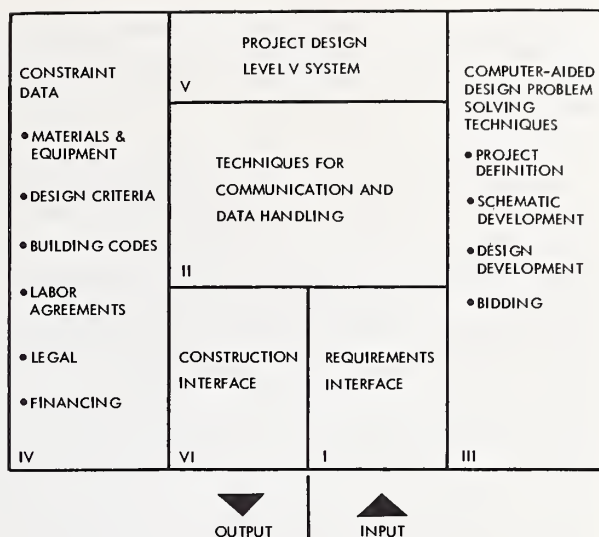 CONSTRAINT
DATA
• MATERIALS &
EQUIPMENT
• DESIGN CRITERIA
• BUILDING CODES
• LABOR
AGREEMENTS
• LEGAL
• FINANCING
IV
PROJECT DESIGN
LEVEL V SYSTEM
V
TECHNIQUES FOR
COMMUNICATION AND
DATA HANDLING
II
CONSTRUCTION
INTERFACE
VI
REQUIREMENTS
INTERFACE
I
COMPUTER-AIDED
DESIGN PROBLEM
SOLVING
TECHNIQUES
• PROJECT
DEFINITION
• SCHEMATIC
DEVELOPMENT
• DESIGN
DEVELOPMENT
• BIDDING
III
OUTPUT
INPUT